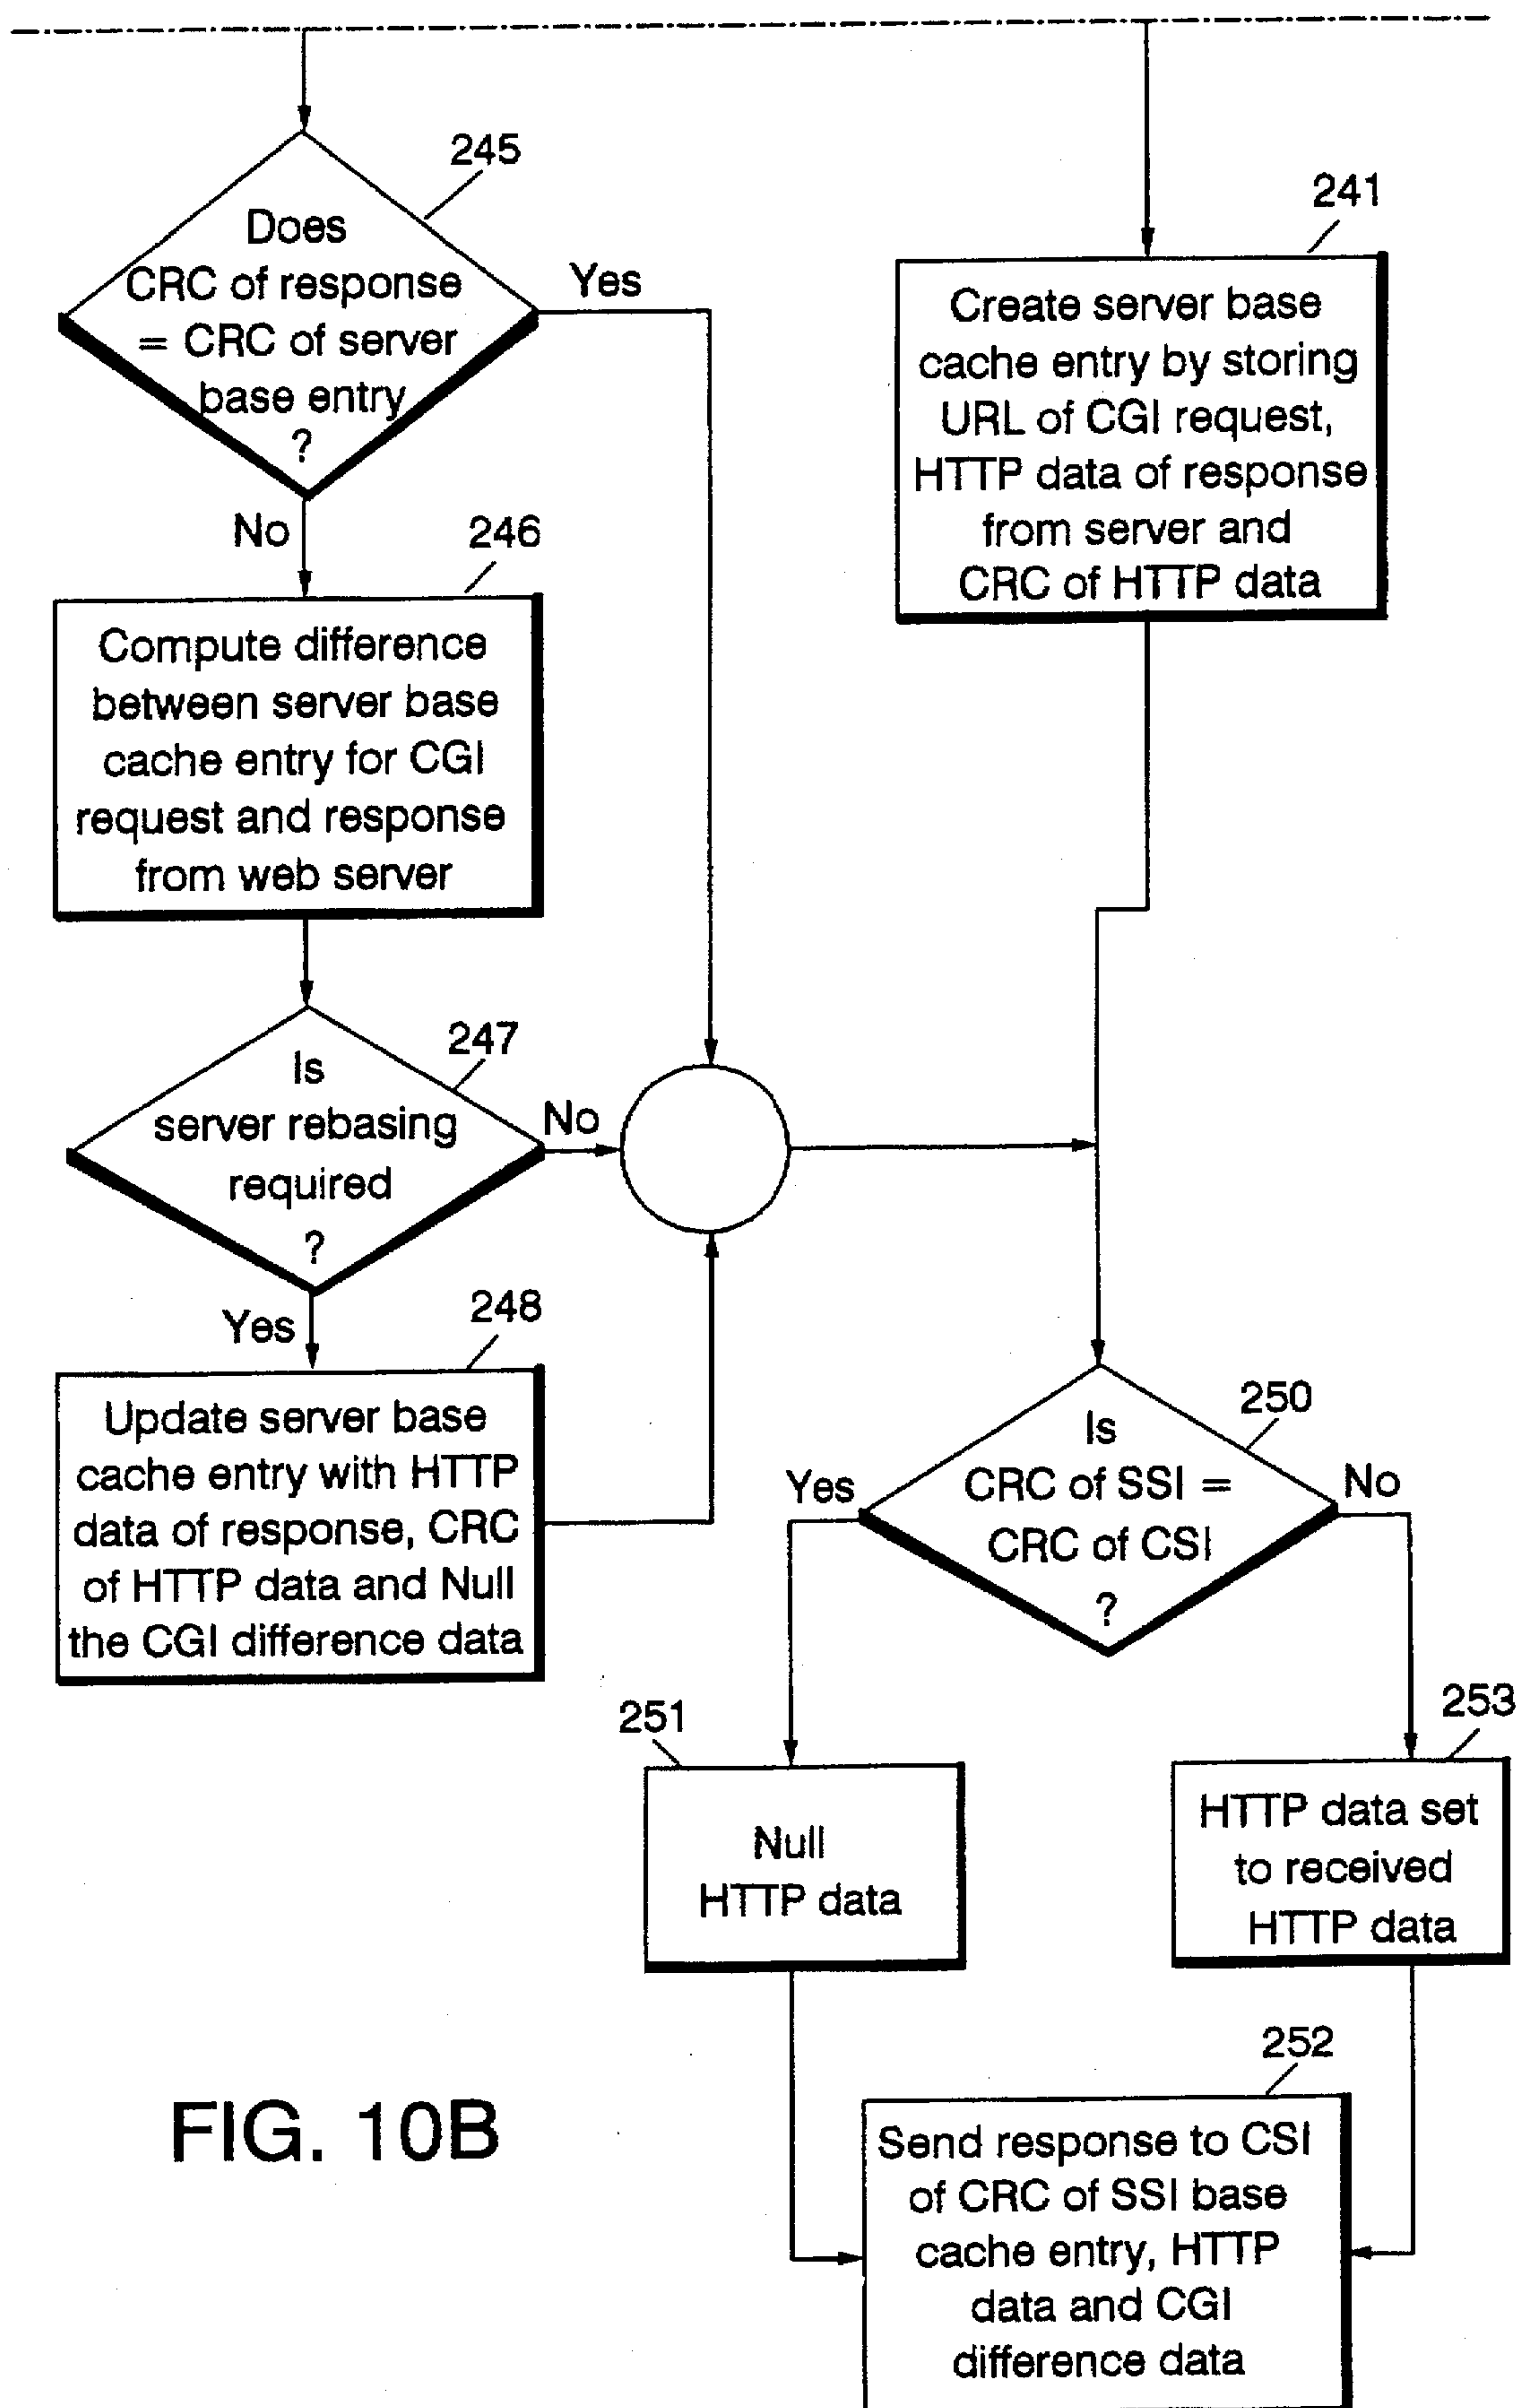 245
Does
CRC of response
= CRC of server
base entry
?
Yes
No
241
Create server base
cache entry by storing
URL of CGI request,
HTTP data of response
from server and
CRC of HTTP data
246
Compute difference
between server base
cache entry for CGI
request and response
from web server
247
Is
server rebasing
required
?
No
Yes
248
Update server base
cache entry with HTTP
data of response, CRC
of HTTP data and Null
the CGI difference data
250
Is
CRC of SSI =
CRC of CSI
?
Yes
No
251
Null
HTTP data
253
HTTP data set
to received
HTTP data
252
Send response to CSI
of CRC of SSI base
cache entry, HTTP
data and CGI
difference data
FIG. 10B